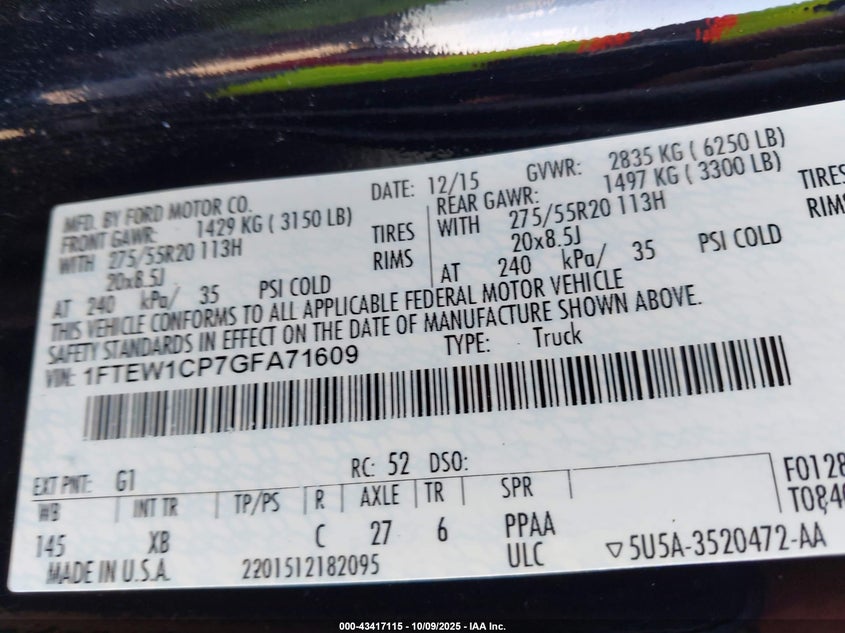 MFD. BY FORD MOTOR CO. DATE: 12/15 GVWR: 2835 KG ( 6250 LB)
FRONT GAWR: 1429 KG ( 3150 LB) REAR GAWR: 1497 KG ( 3300 LB)
WITH 275/55R20 113H TIRES WITH 275/55R20 113H TIRES
20x8.5J RIMS 20x8.5J RIMS
AT 240 kPa/ 35 PSI COLD AT 240 kPa/ 35 PSI COLD
THIS VEHICLE CONFORMS TO ALL APPLICABLE FEDERAL MOTOR VEHICLE
SAFETY STANDARDS IN EFFECT ON THE DATE OF MANUFACTURE SHOWN ABOVE.
VIN: 1FTEW1CP7GFA71609 TYPE: Truck
EXT PNT: G1 RC: 52 DSO:
WB INT TR TP/PS R AXLE TR SPR
145 XB C 27 6 PPAA
ULC
F0128
T084
MADE IN U.S.A. 2201512182095 5U5A-3520472-AA
000-43417115 - 10/09/2025 - IAA Inc.